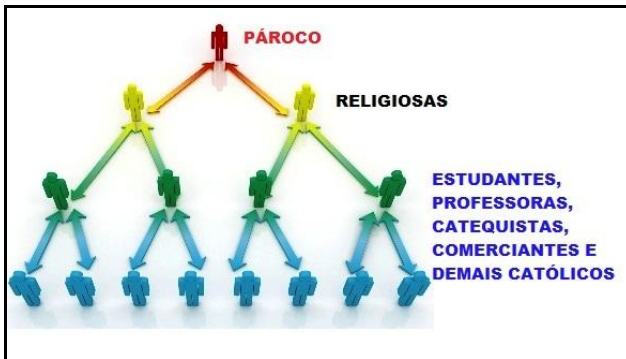 PÁROCO
RELIGIOSAS
ESTUDANTES,
PROFESSORAS,
CATEQUISTAS,
COMERCIANTES E
DEMAIS CATÓLICOS